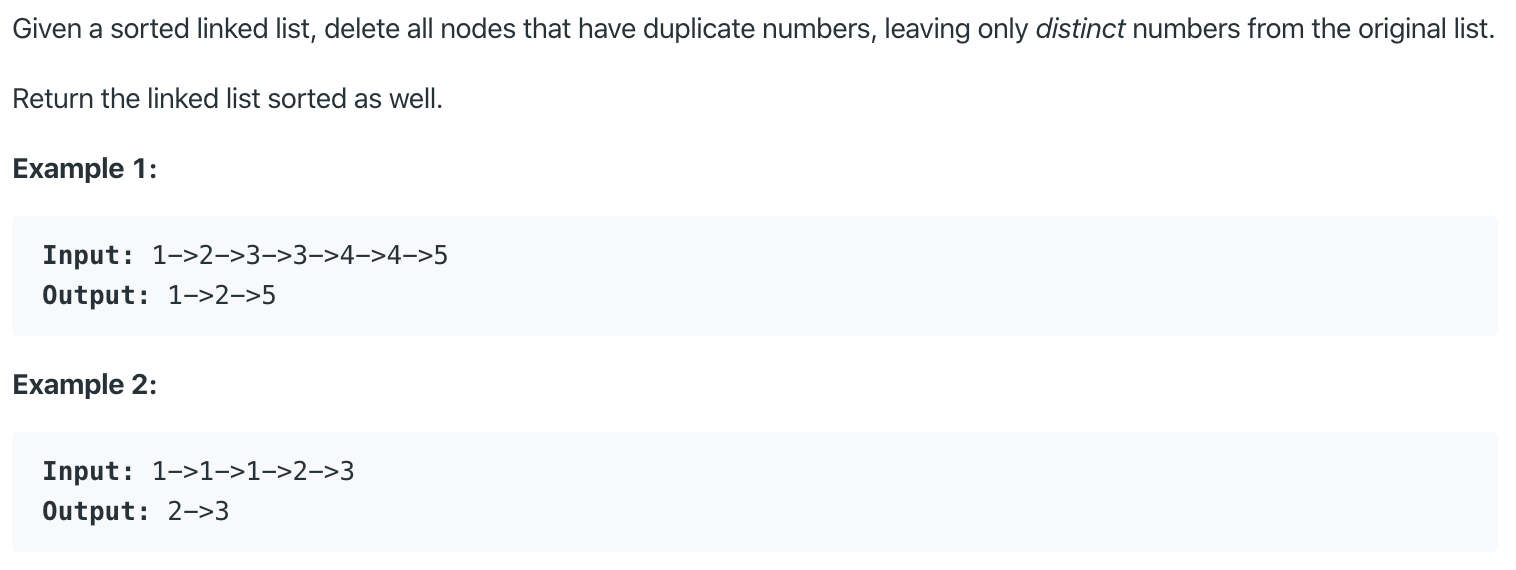 Given a sorted linked list, delete all nodes that have duplicate numbers, leaving only distinct numbers from the original list.
Return the linked list sorted as well.
Example 1:
Input: 1->2->3->3->4->4->5
Output: 1->2->5
Example 2:
Input: 1->1->1->2->3
Output: 2->3